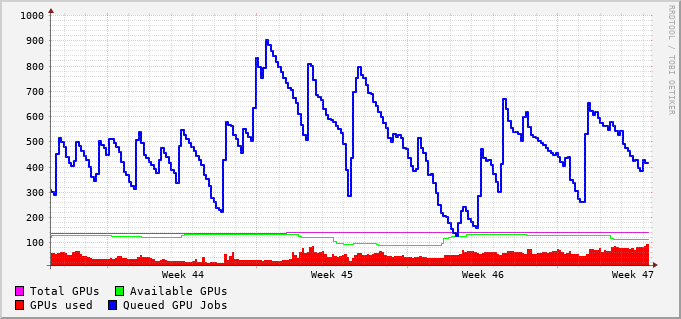 1000
900
800
700
600
500
400
300
200
100
Week 44 Week 45 Week 46 Week 47
Total GPUs Available GPUs
GPUs used Queued GPU Jobs
RRDTOOL / TOBI OETIKER